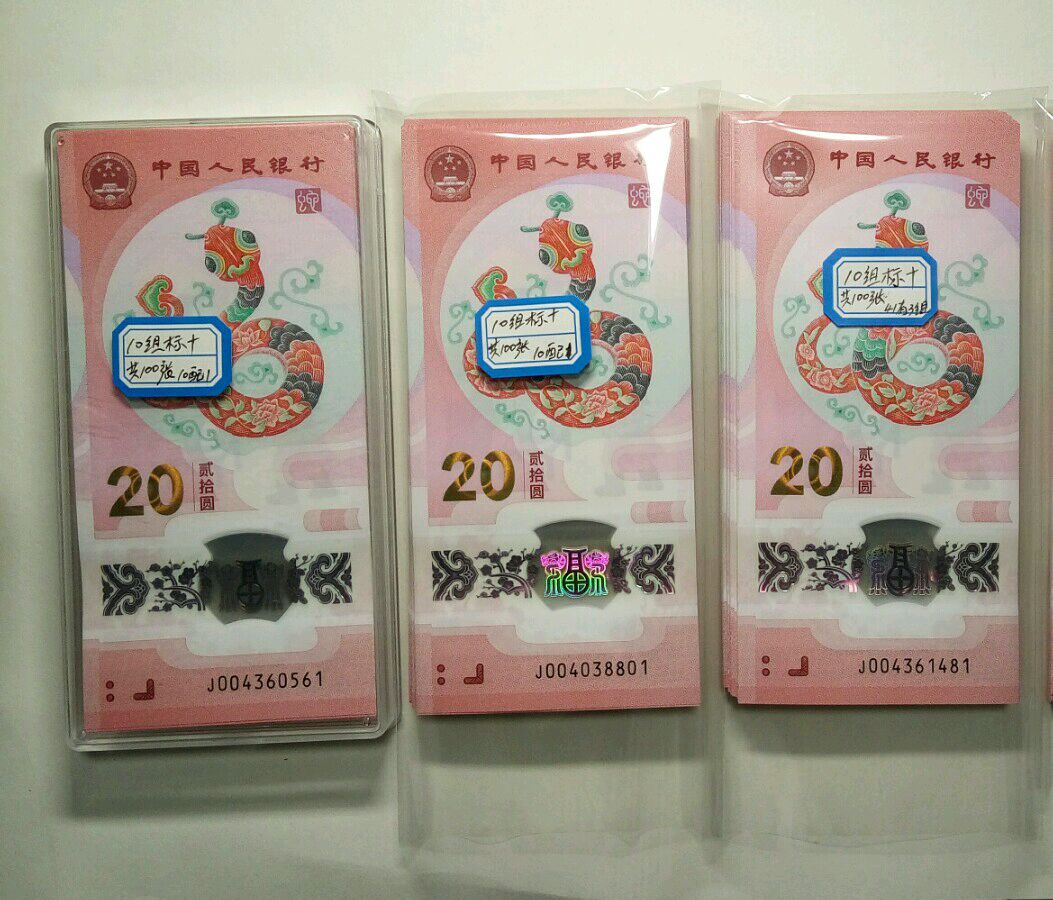 中国人民银行
10组标十
共100张 10配1
20
贰拾圆
J004360561
中国人民银行
10组标十
共100张 10配1
20
贰拾圆
福
J004038801
中国人民银行
10组标十
共100张
20
贰拾圆
J004361481